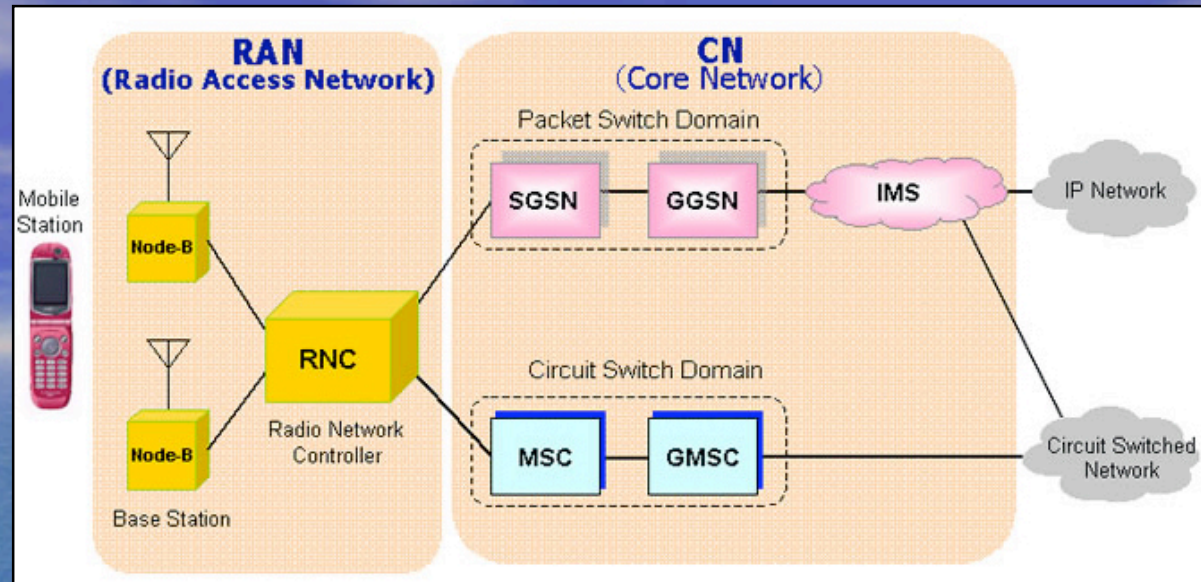 RAN
(Radio Access Network)
CN
(Core Network)
Packet Switch Domain
Mobile
Station
Node-B
SGSN
GGSN
IMS
IP Network
RNC
Radio Network
Controller
Node-B
Base Station
Circuit Switch Domain
MSC
GMSC
Circuit Switched
Network